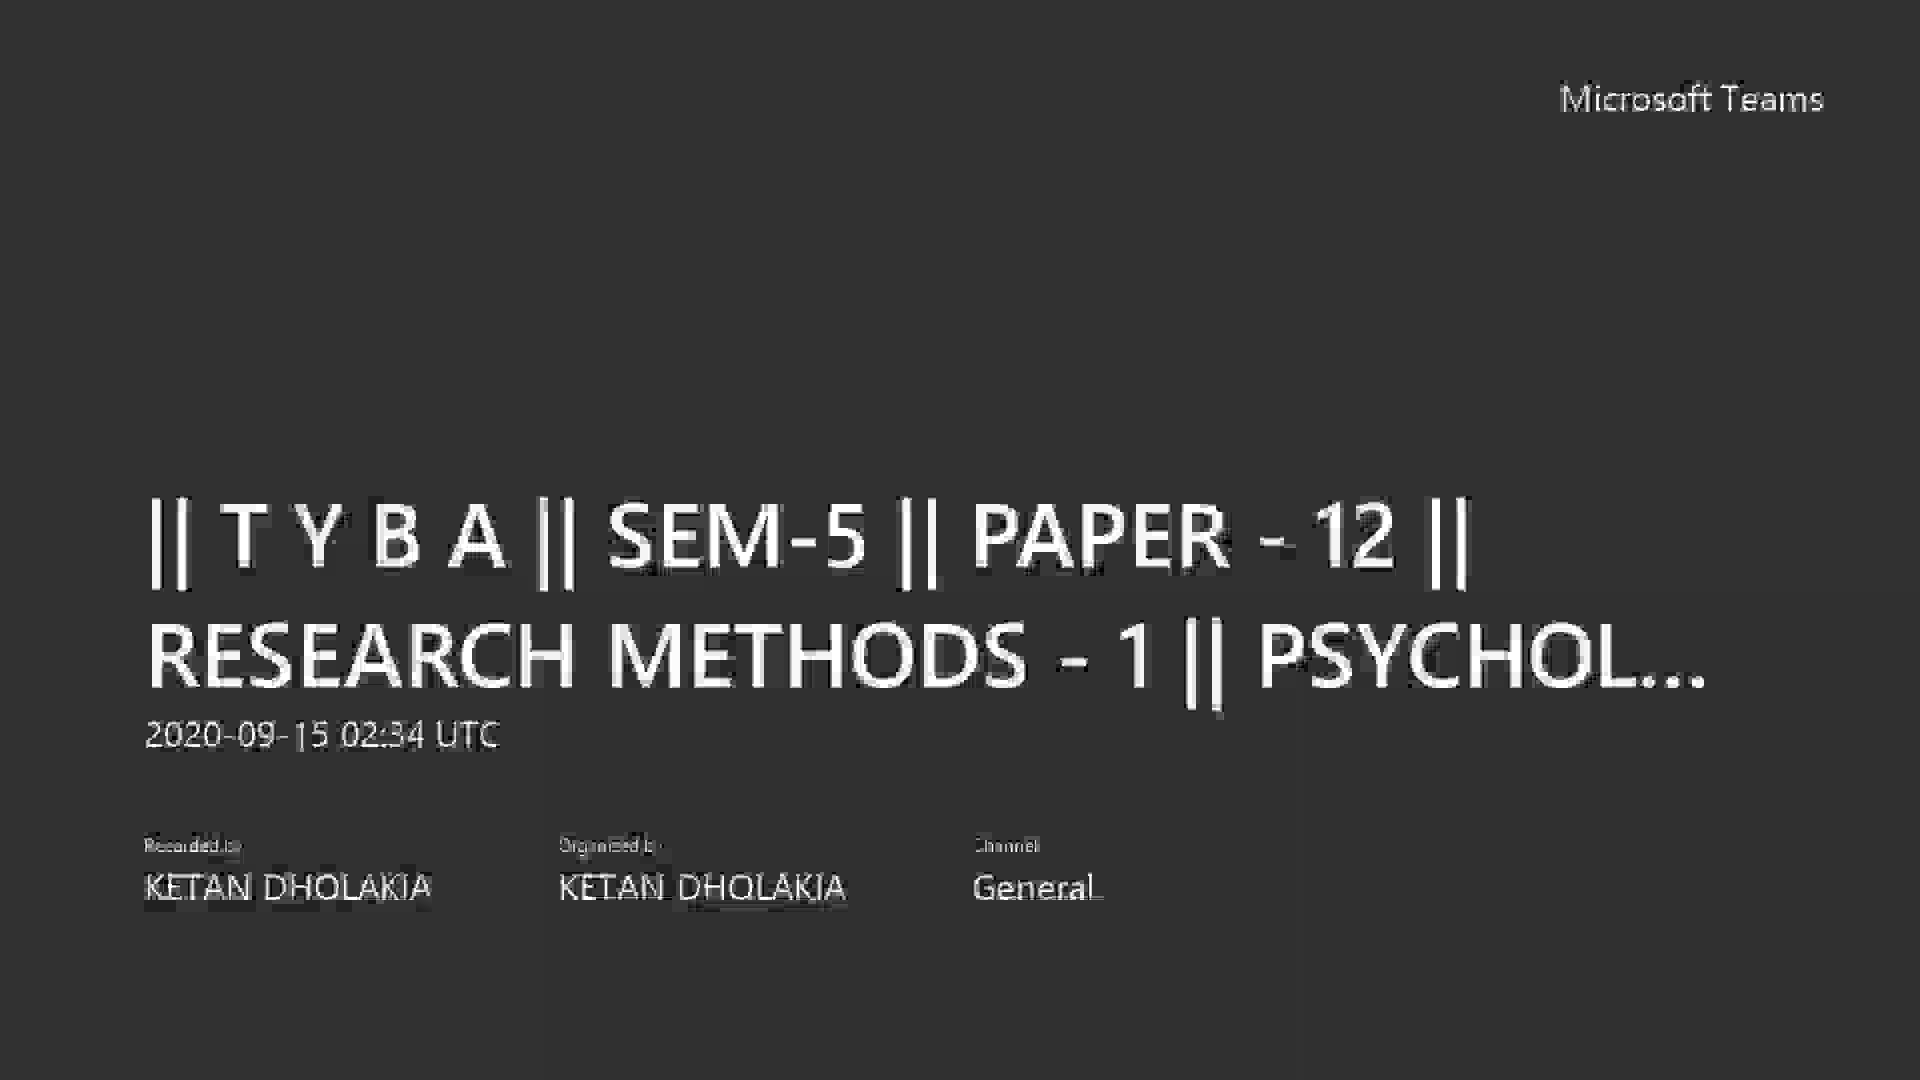 Microsoft Teams
|| T Y B A || SEM-5 || PAPER - 12 ||
RESEARCH METHODS - 1 || PSYCHOL...
2020-09-15 02:34 UTC
Recorded by
Organized by
Channel
KETAN DHOLAKIA
KETAN DHOLAKIA
General